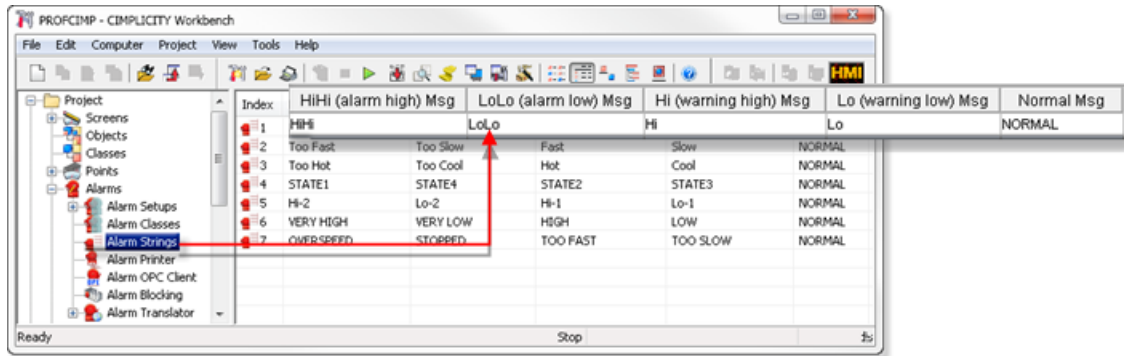 PROFCIMP - CIMPLICITY Workbench
File Edit Computer Project View Tools Help
HMI
Project
Screens
Objects
Classes
Points
Alarms
Alarm Setups
Alarm Classes
Alarm Strings
Alarm Printer
Alarm OPC Client
Alarm Blocking
Alarm Translator
Index HiHi (alarm high) Msg LoLo (alarm low) Msg Hi (warning high) Msg Lo (warning low) Msg Normal Msg
1 HiHi LoLo Hi Lo NORMAL
2 Too Fast Too Slow Fast Slow NORMAL
3 Too Hot Too Cool Hot Cool NORMAL
4 STATE1 STATE4 STATE2 STATE3 NORMAL
5 Hi-2 Lo-2 Hi-1 Lo-1 NORMAL
6 VERY HIGH VERY LOW HIGH LOW NORMAL
7 OVERSPEED STOPPED TOO FAST TOO SLOW NORMAL
Ready Stop